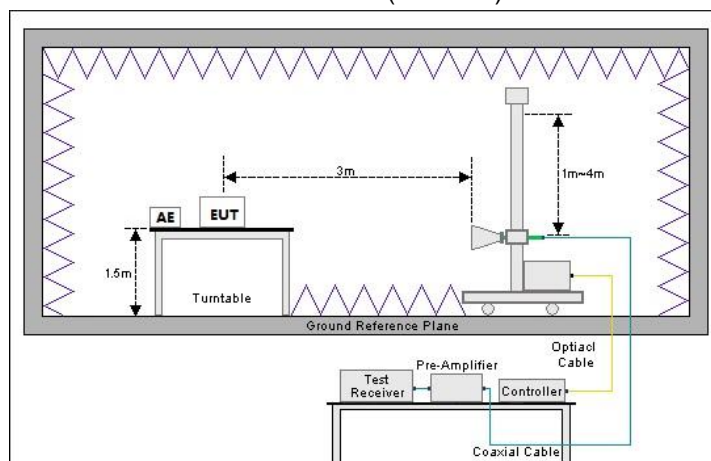 3m
1m~4m
AE
EUT
1.5m
Turntable
Ground Reference Plane
Optiacl
Cable
Pre-Amplifier
Test
Receiver
Controller
Coaxial Cable